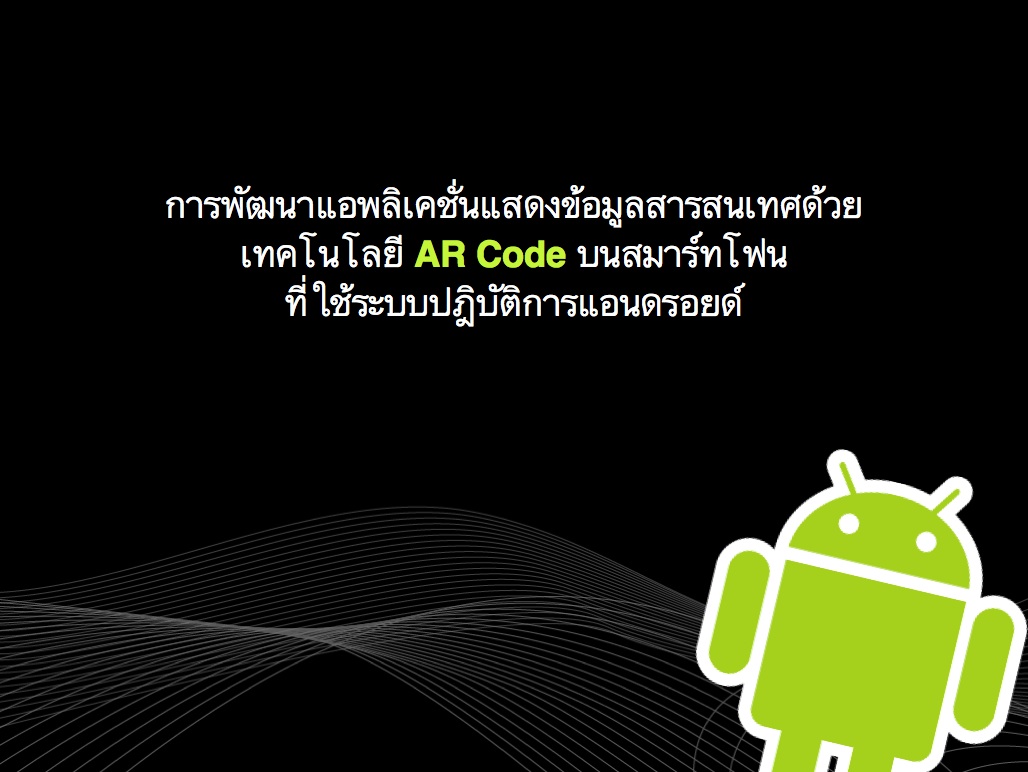 การพัฒนาแอพลิเคชั่นแสดงข้อมูลสารสนเทศด้วย
เทคโนโลยี AR Code บนสมาร์ทโฟน
ที่ใช้ระบบปฎิบัติการแอนดรอยด์